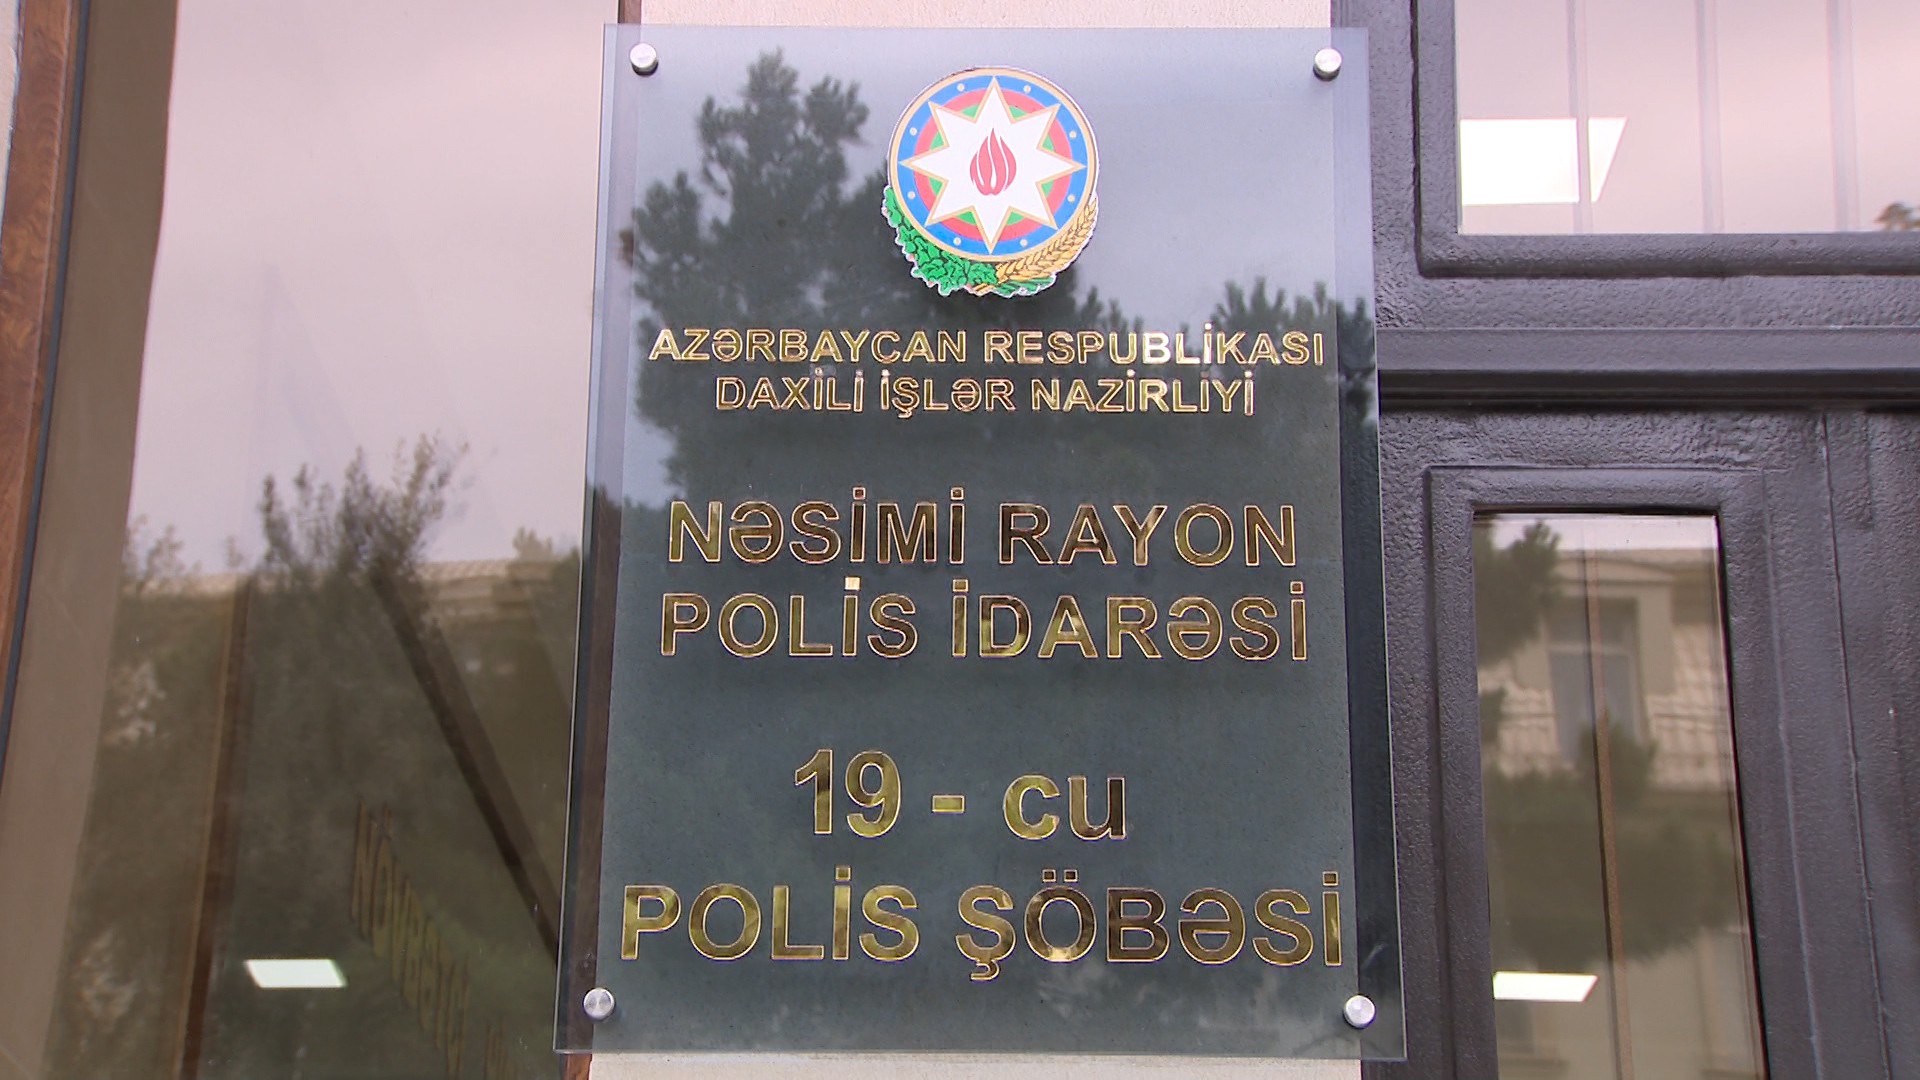 AZƏRBAYCAN RESPUBLİKASI
DAXİLİ İŞLƏR NAZİRLİYİ
NƏSİMİ RAYON
POLİS İDARƏSİ
19 - cu
POLİS ŞÖBƏSİ